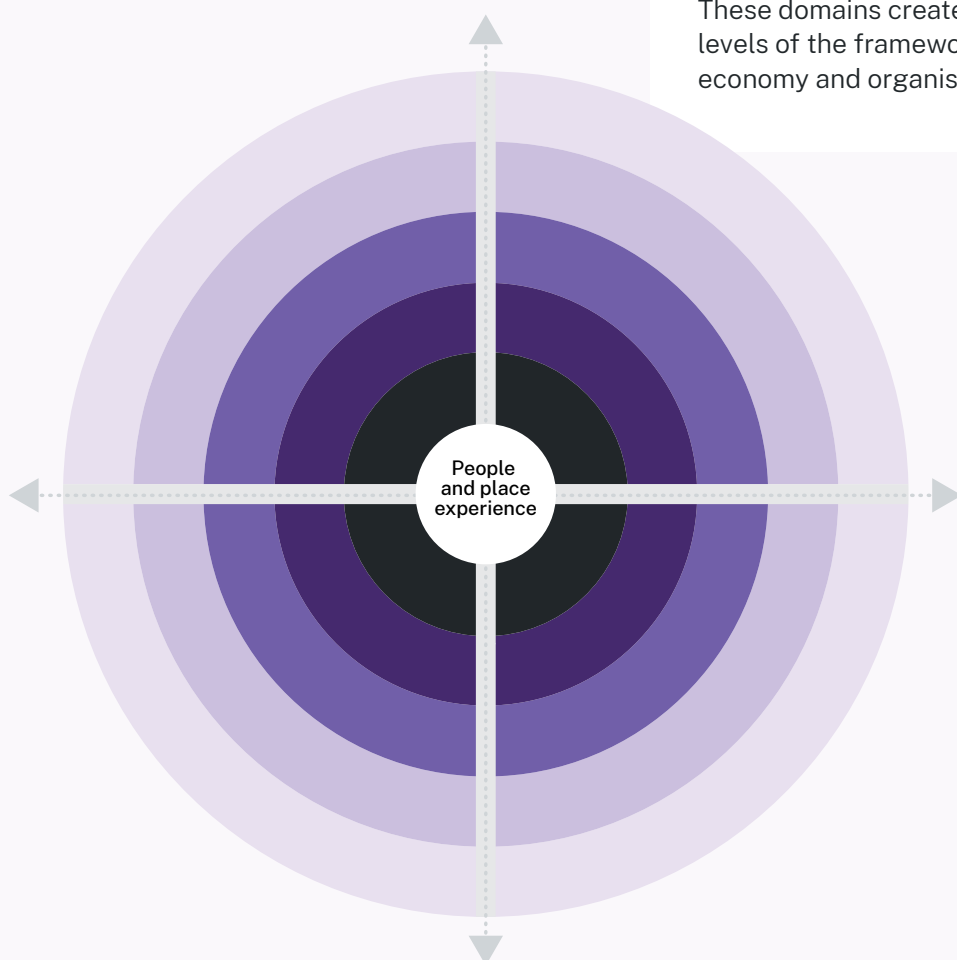 These domains create
levels of the framewo
economy and organis
People
and place
experience